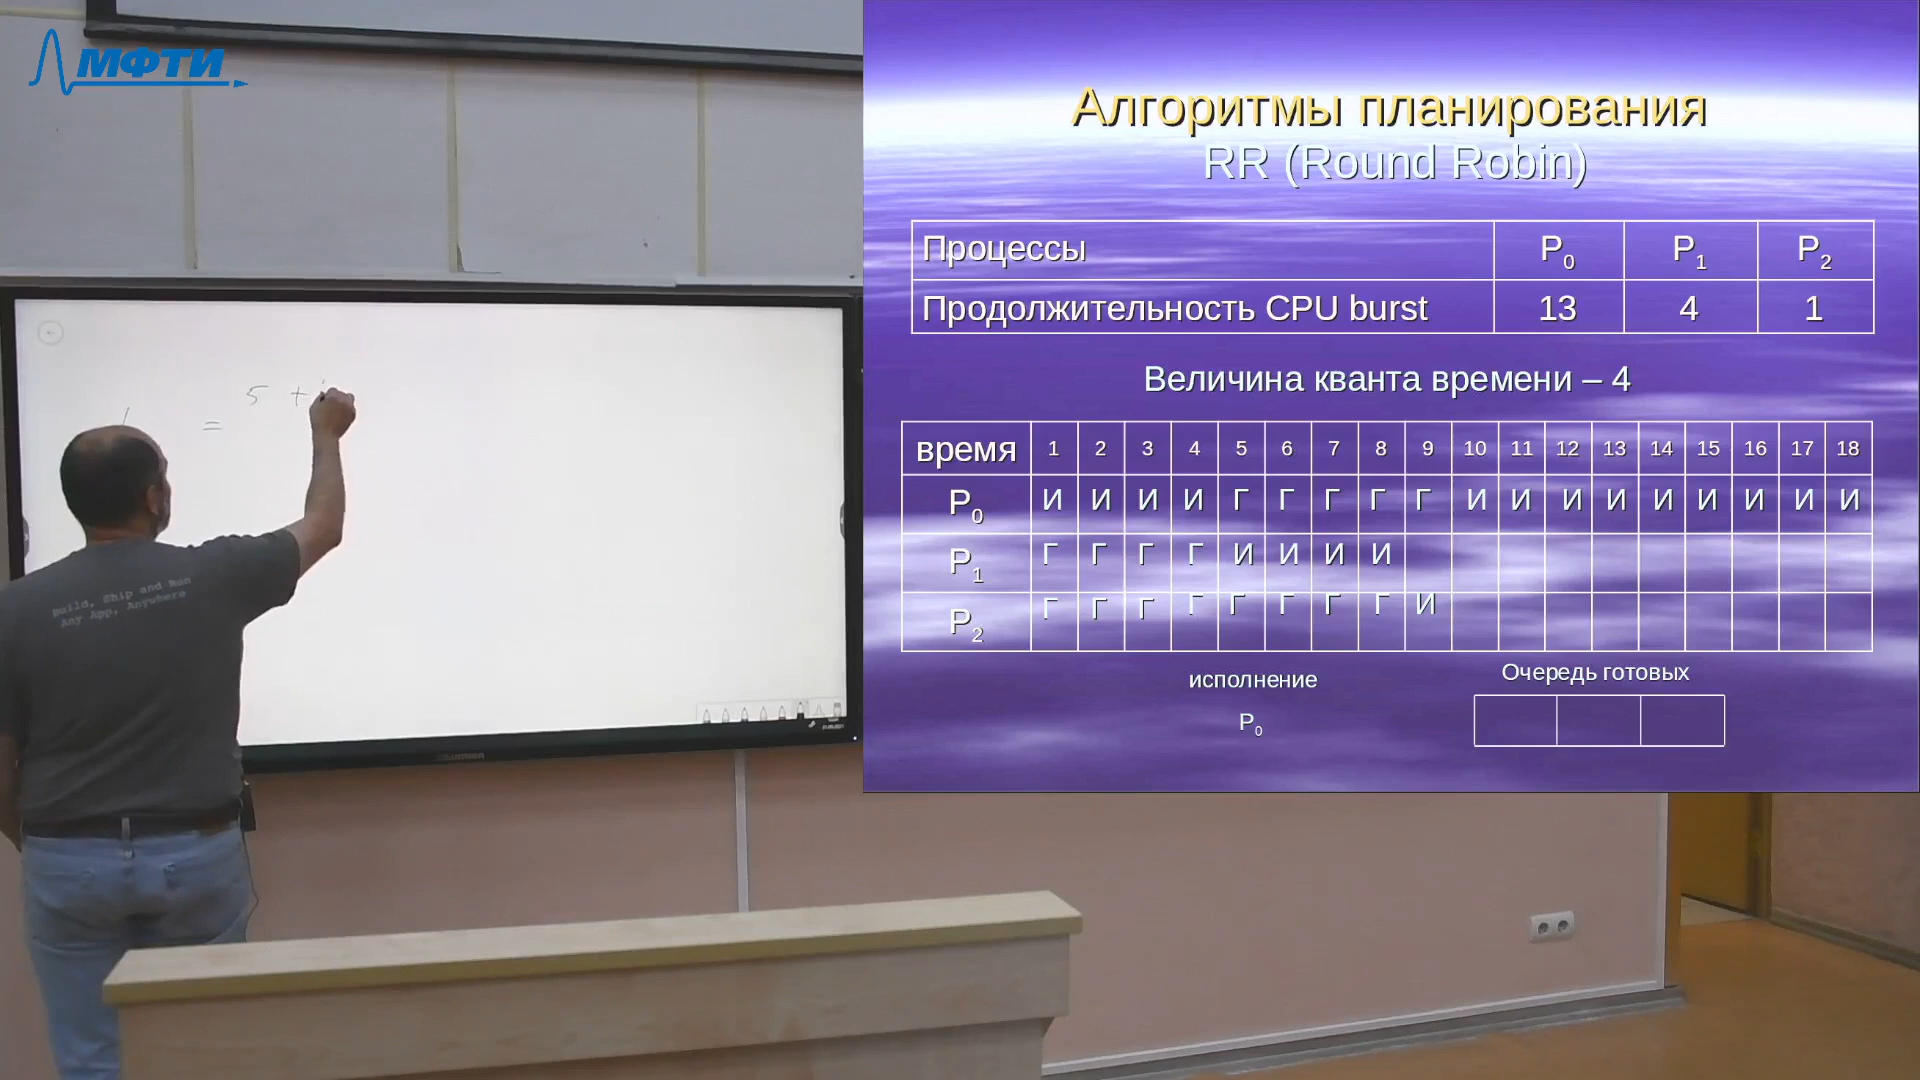 МФТИ
= 5 +
Build, Ship and Run
Any App, Anywhere
Алгоритмы планирования
RR (Round Robin)
Процессы P0 P1 P2
Продолжительность CPU burst 13 4 1
Величина кванта времени – 4
время 1 2 3 4 5 6 7 8 9 10 11 12 13 14 15 16 17 18
P0 И И И И Г Г Г Г Г И И И И И И И И И
P1 Г Г Г Г И И И И
P2 Г Г Г Г Г Г Г Г И
исполнение Очередь готовых
P0